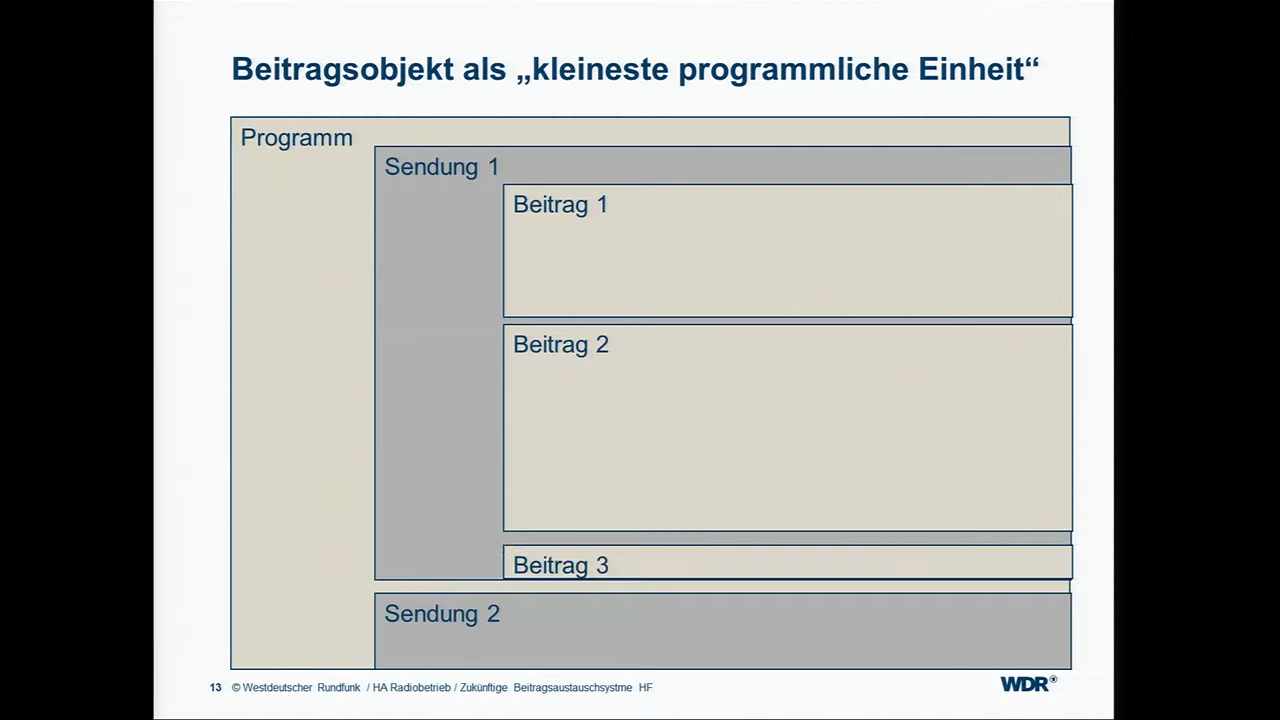 Beitragsobjekt als „kleineste programmliche Einheit“
Programm
Sendung 1
Beitrag 1
Beitrag 2
Beitrag 3
Sendung 2
13 © Westdeutscher Rundfunk / HA Radiobetrieb / Zukünftige Beitragsaustauschsytme HF
WDR